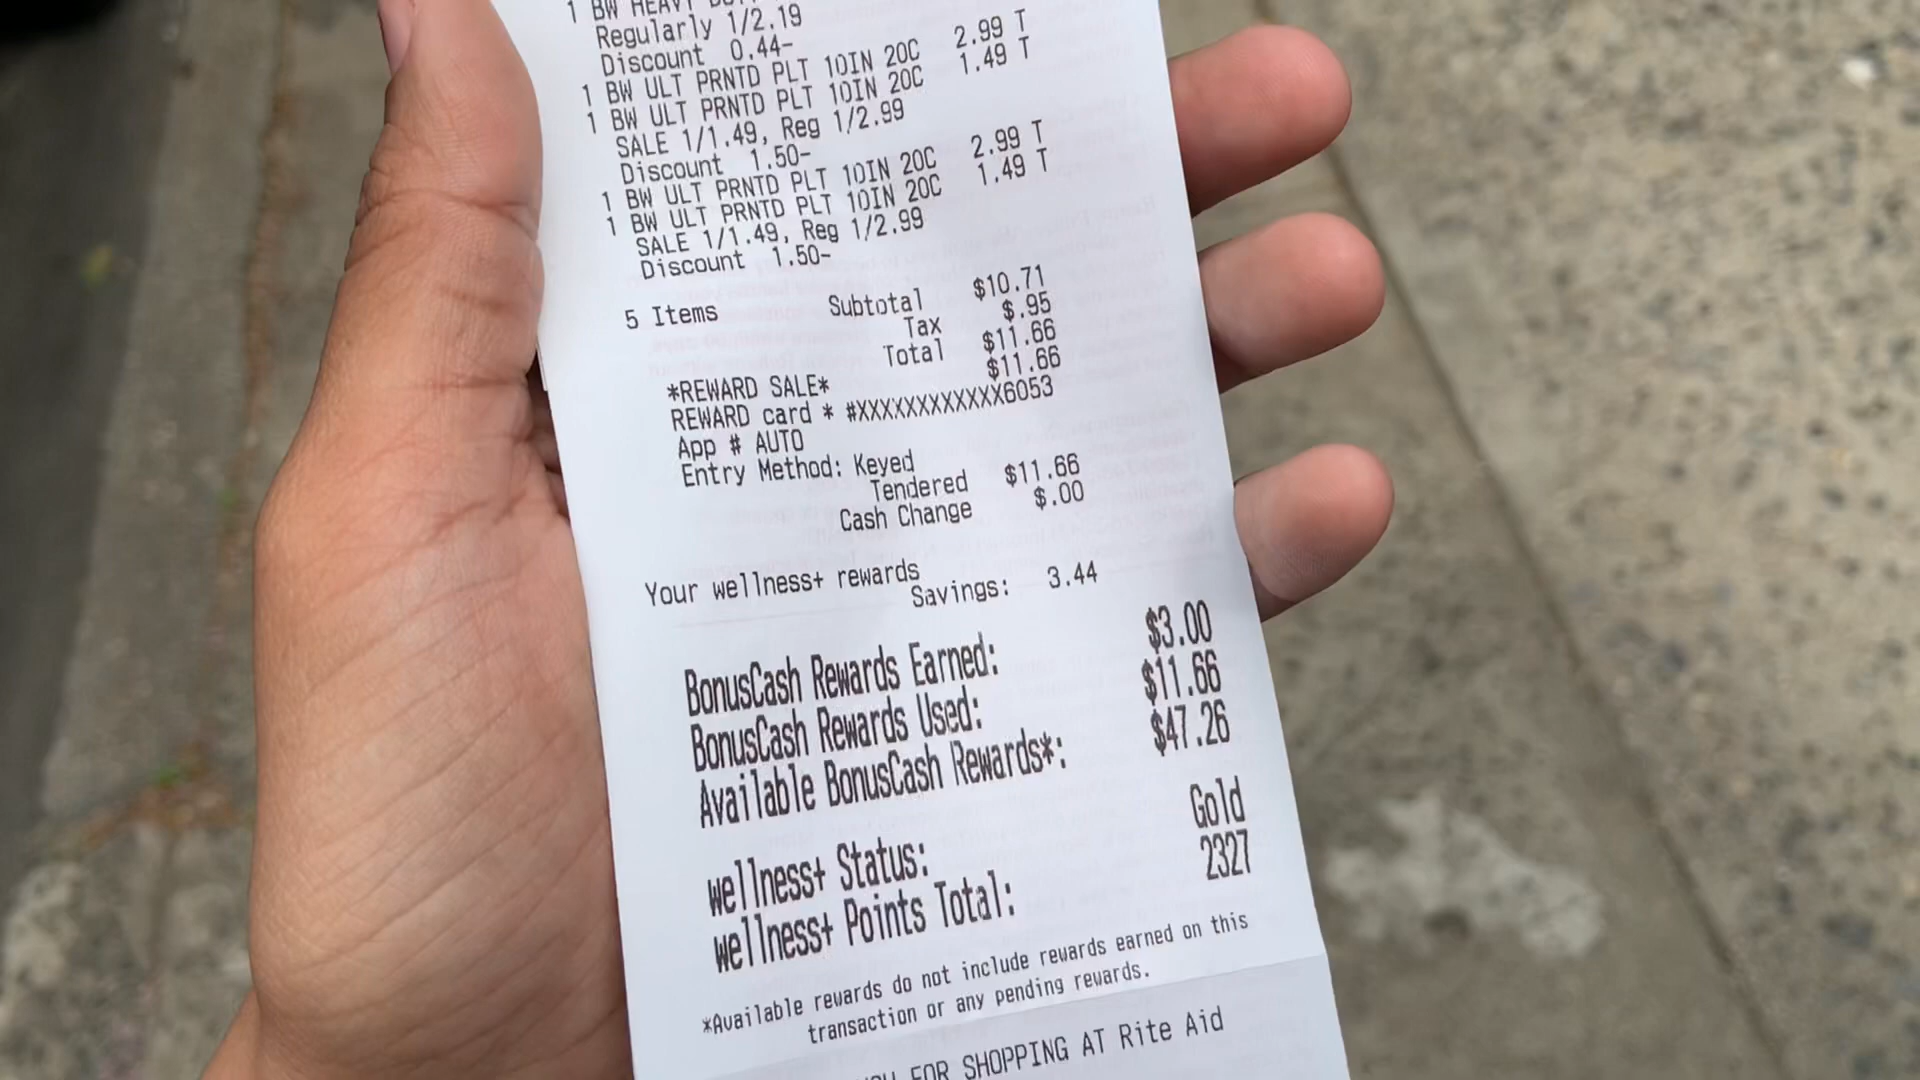 1 BW HEAVY
Regularly 1/2.19
Discount 0.44-
1 BW ULT PRNTD PLT 10IN 20C 2.99 T
1 BW ULT PRNTD PLT 10IN 20C 1.49 T
SALE 1/1.49, Reg 1/2.99
Discount 1.50-
1 BW ULT PRNTD PLT 10IN 20C 2.99 T
1 BW ULT PRNTD PLT 10IN 20C 1.49 T
SALE 1/1.49, Reg 1/2.99
Discount 1.50-
5 Items Subtotal $10.71
Tax $.95
Total $11.66
*REWARD SALE* $11.66
REWARD card * #XXXXXXXXXXXX6053
App # AUTO
Entry Method: Keyed
Tendered $11.66
Cash Change $.00
Your wellness+ rewards
Savings: 3.44
BonusCash Rewards Earned: $3.00
BonusCash Rewards Used: $11.66
Available BonusCash Rewards*: $47.26
wellness+ Status: Gold
wellness+ Points Total: 2327
*Available rewards do not include rewards earned on this
transaction or any pending rewards.
FOR SHOPPING AT Rite Aid